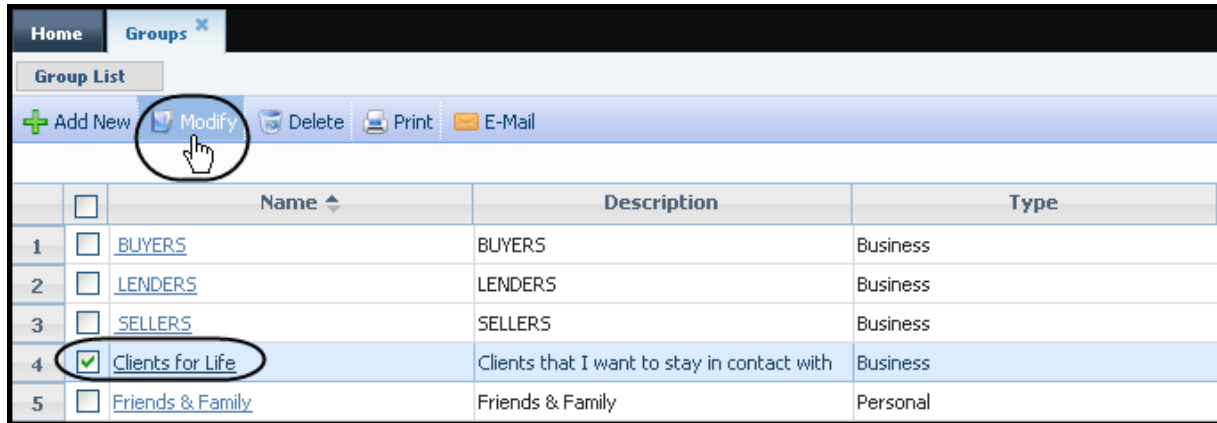 Home Groups
Group List
Add New Modify Delete Print E-Mail
Name Description Type
1 BUYERS BUYERS Business
2 LENDERS LENDERS Business
3 SELLERS SELLERS Business
4 Clients for Life Clients that I want to stay in contact with Business
5 Friends & Family Friends & Family Personal